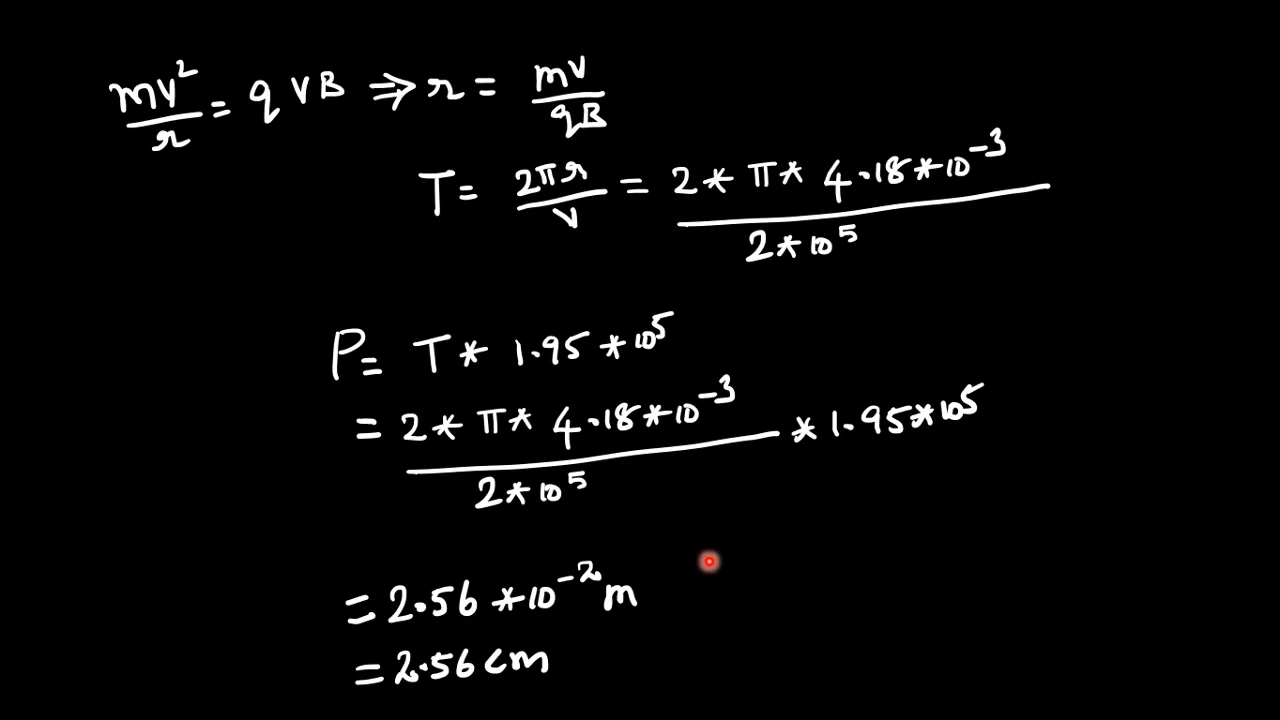 mv²/r = qVB ⇒ r = mv/qB
T = 2πr/v = 2*π*4.18*10⁻³/2*10⁵
P = T * 1.95*10⁵
= 2*π*4.18*10⁻³/2*10⁵ * 1.95*10⁵
= 2.56*10⁻² m
= 2.56 cm